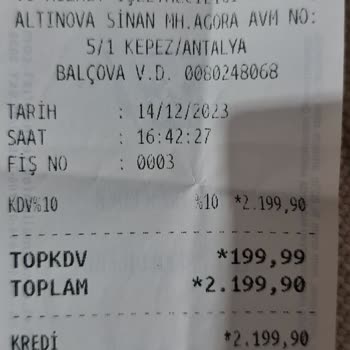 ALTINOVA SİNAN MH.AGORA AVM NO:
5/1 KEPEZ/ANTALYA
BALÇOVA V.D. 0080248068
TARİH : 14/12/2023
SAAT : 16:42:27
FİŞ NO : 0003
KDV%10 %10 *2.199,90
TOPKDV *199,99
TOPLAM *2.199,90
KREDİ *2.199,90